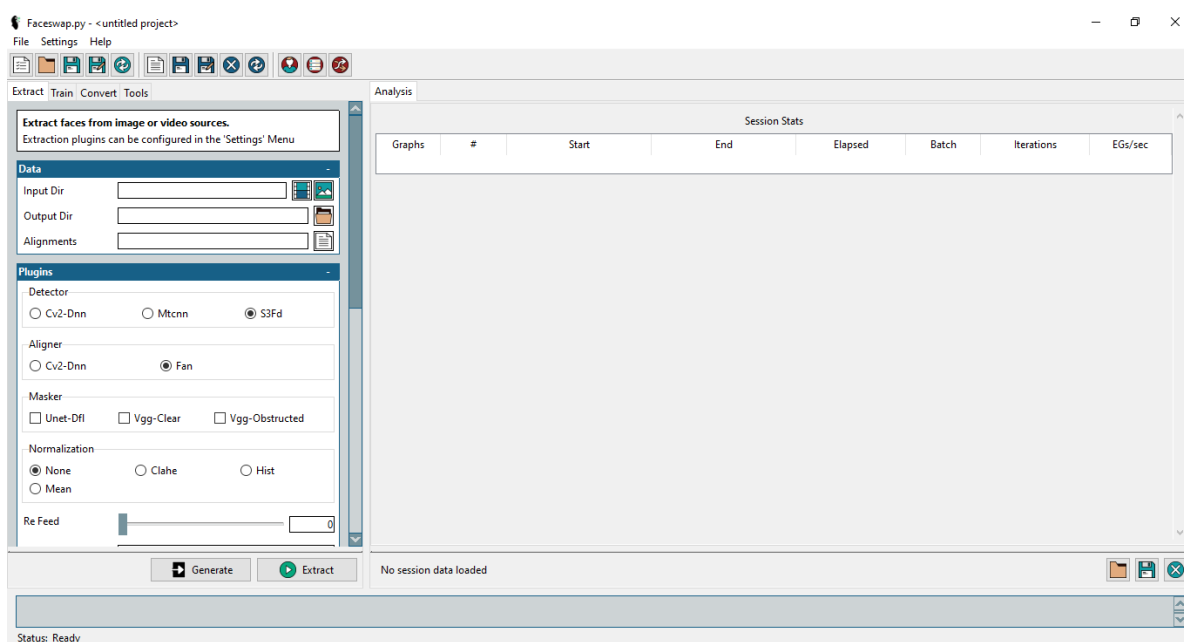 Faceswap.py - <untitled project>
File Settings Help
Extract Train Convert Tools
Extract faces from image or video sources.
Extraction plugins can be configured in the 'Settings' Menu
Data -
Input Dir
Output Dir
Alignments
Plugins -
Detector
Cv2-Dnn Mtcnn S3Fd
Aligner
Cv2-Dnn Fan
Masker
Unet-Dfl Vgg-Clear Vgg-Obstructed
Normalization
None Clahe Hist
Mean
Re Feed 0
Generate Extract
Analysis
Session Stats
Graphs # Start End Elapsed Batch Iterations EGs/sec
No session data loaded
Status: Ready